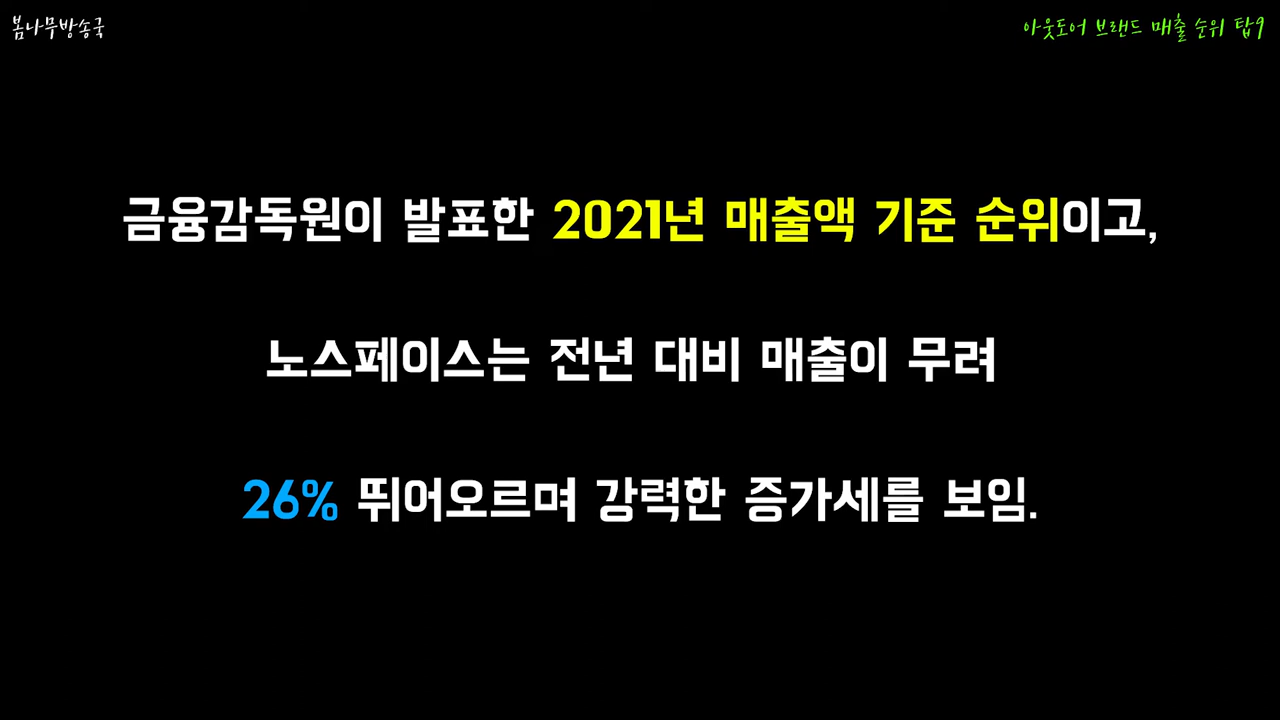 봄나무방송국
아웃도어 브랜드 매출 순위 탑9
금융감독원이 발표한 2021년 매출액 기준 순위이고,
노스페이스는 전년 대비 매출이 무려
26% 뛰어오르며 강력한 증가세를 보임.